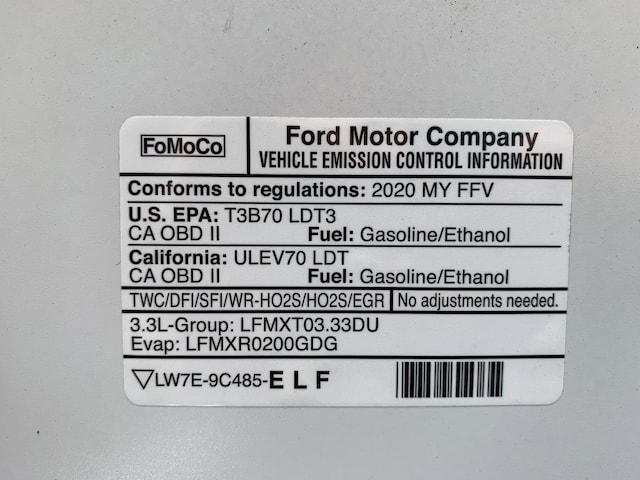 FoMoCo
Ford Motor Company
VEHICLE EMISSION CONTROL INFORMATION
Conforms to regulations: 2020 MY FFV
U.S. EPA: T3B70 LDT3
CA OBD II Fuel: Gasoline/Ethanol
California: ULEV70 LDT
CA OBD II Fuel: Gasoline/Ethanol
TWC/DFI/SFI/WR-HO2S/HO2S/EGR No adjustments needed.
3.3L-Group: LFMXT03.33DU
Evap: LFMXR0200GDG
▽LW7E-9C485-E L F